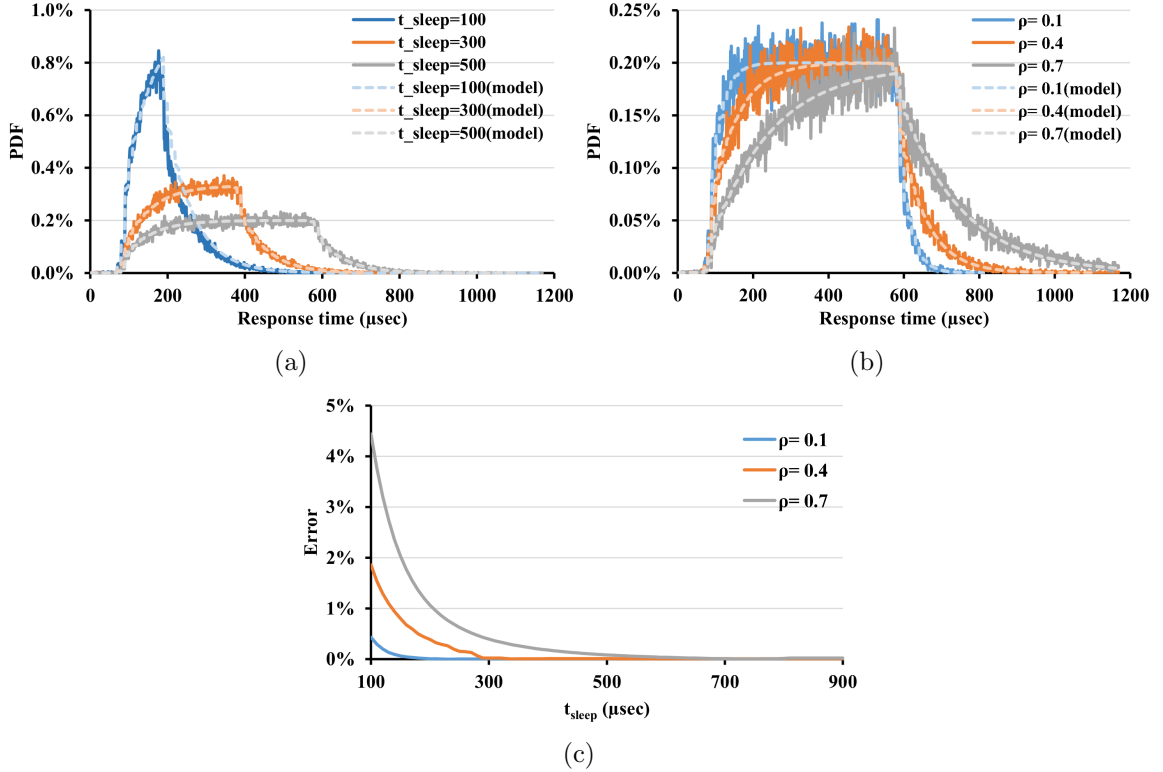 1.0%
0.8%
0.6%
0.4%
0.2%
0.0%
PDF
0
200
400
600
800
1000
1200
Response time (μsec)
t_sleep=100
t_sleep=300
t_sleep=500
t_sleep=100(model)
t_sleep=300(model)
t_sleep=500(model)
(a)
0.25%
0.20%
0.15%
0.10%
0.05%
0.00%
PDF
0
200
400
600
800
1000
1200
Response time (μsec)
ρ= 0.1
ρ= 0.4
ρ= 0.7
ρ= 0.1(model)
ρ= 0.4(model)
ρ= 0.7(model)
(b)
5%
4%
3%
2%
1%
0%
Error
100
300
500
700
900
t_sleep (μsec)
ρ= 0.1
ρ= 0.4
ρ= 0.7
(c)